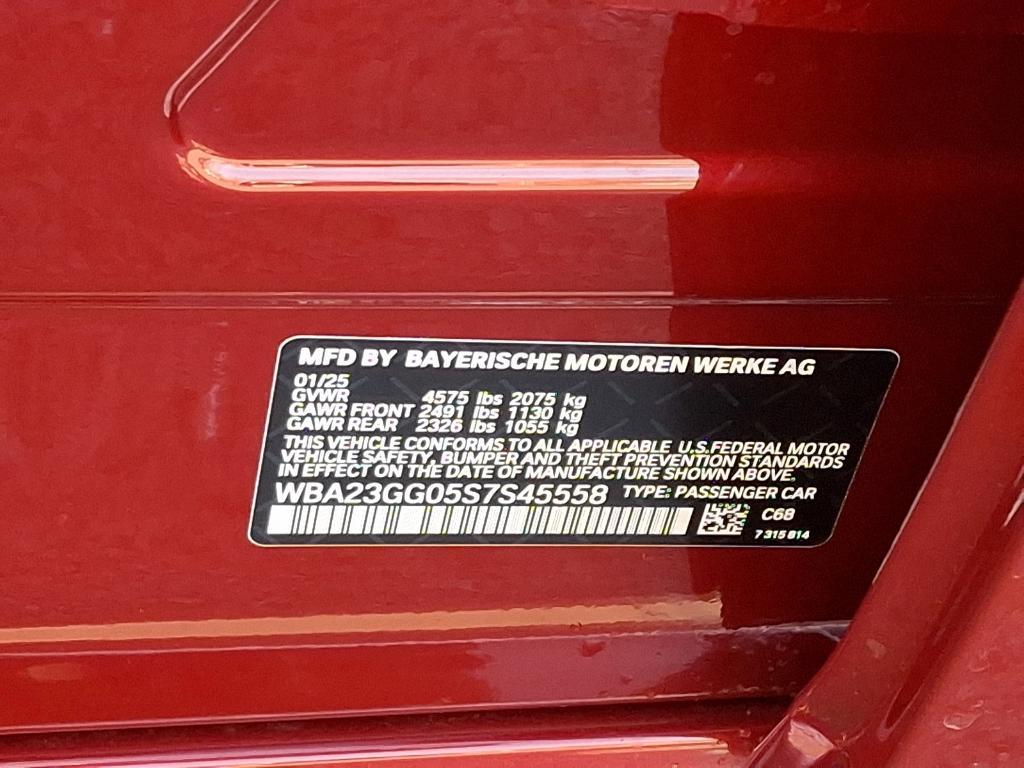 MFD BY BAYERISCHE MOTOREN WERKE AG
01/25
GVWR 4575 lbs 2075 kg
GAWR FRONT 2491 lbs 1130 kg
GAWR REAR 2326 lbs 1055 kg
THIS VEHICLE CONFORMS TO ALL APPLICABLE U.S.FEDERAL MOTOR
VEHICLE SAFETY, BUMPER AND THEFT PREVENTION STANDARDS
IN EFFECT ON THE DATE OF MANUFACTURE SHOWN ABOVE.
WBA23GG05S7S45558 TYPE: PASSENGER CAR
C68
7 315 814